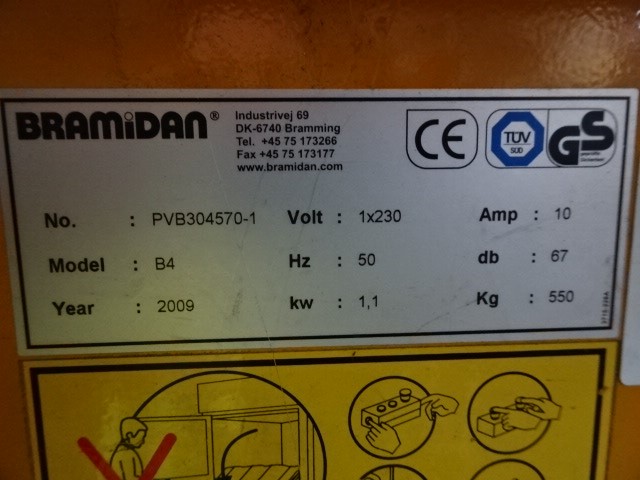 BRAMIDAN®
Industrivej 69
DK-6740 Bramming
Tel. +45 75 173266
Fax +45 75 173177
www.bramidan.com
CE
TÜV
SÜD
GS
No. : PVB304570-1 Volt : 1x230 Amp : 10
Model : B4 Hz : 50 db : 67
Year : 2009 kw : 1,1 Kg : 550